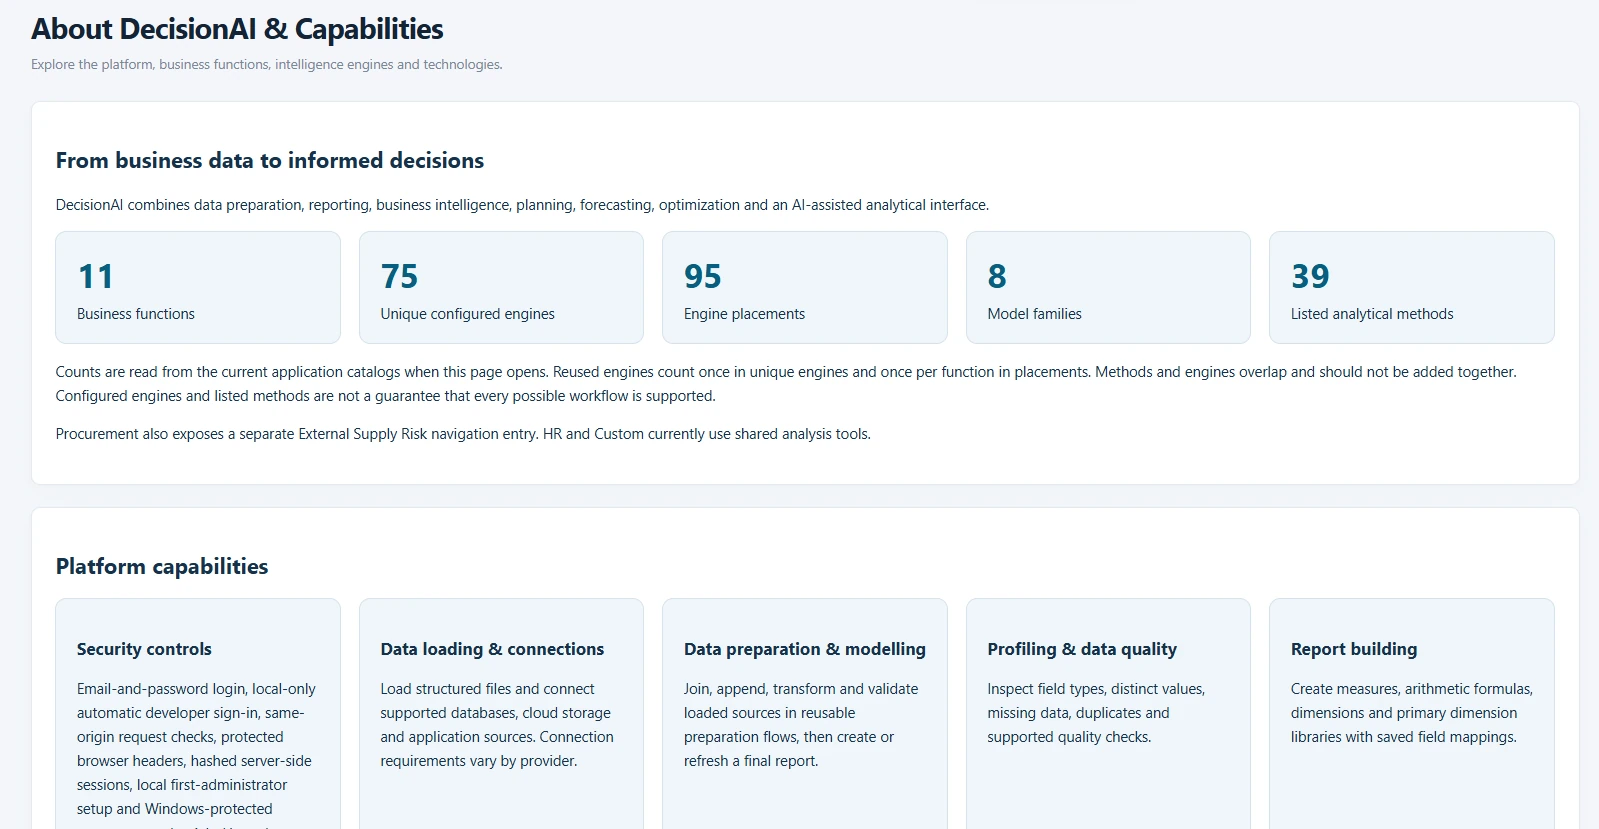 About DecisionAI & Capabilities
Explore the platform, business functions, intelligence engines and technologies.
From business data to informed decisions
DecisionAI combines data preparation, reporting, business intelligence, planning, forecasting, optimization and an AI-assisted analytical interface.
11
Business functions
75
Unique configured engines
95
Engine placements
8
Model families
39
Listed analytical methods
Counts are read from the current application catalogs when this page opens. Reused engines count once in unique engines and once per function in placements. Methods and engines overlap and should not be added together.
Configured engines and listed methods are not a guarantee that every possible workflow is supported.
Procurement also exposes a separate External Supply Risk navigation entry. HR and Custom currently use shared analysis tools.
Platform capabilities
Security controls
Email-and-password login, local-only
automatic developer sign-in, same-
origin request checks, protected
browser headers, hashed server-side
sessions, local first-administrator
setup and Windows-protected
Data loading & connections
Load structured files and connect
supported databases, cloud storage
and application sources. Connection
requirements vary by provider.
Data preparation & modelling
Join, append, transform and validate
loaded sources in reusable
preparation flows, then create or
refresh a final report.
Profiling & data quality
Inspect field types, distinct values,
missing data, duplicates and
supported quality checks.
Report building
Create measures, arithmetic formulas,
dimensions and primary dimension
libraries with saved field mappings.